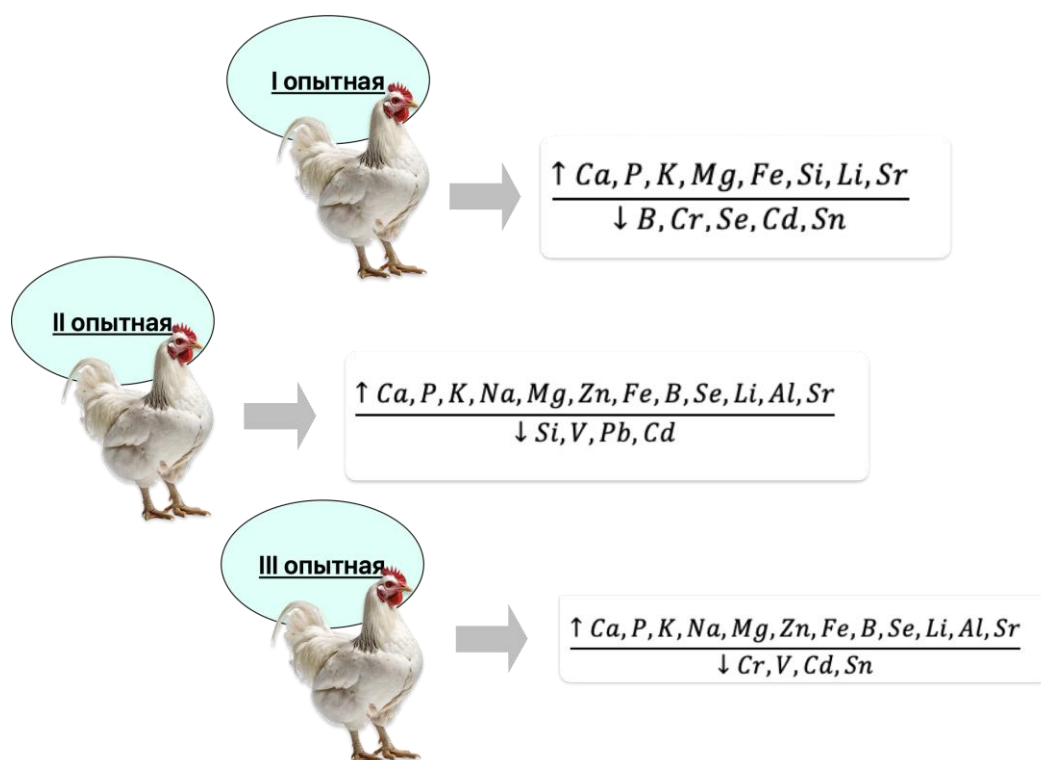 I опытная
↑ Ca, P, K, Mg, Fe, Si, Li, Sr
↓ B, Cr, Se, Cd, Sn
II опытная
↑ Ca, P, K, Na, Mg, Zn, Fe, B, Se, Li, Al, Sr
↓ Si, V, Pb, Cd
III опытная
↑ Ca, P, K, Na, Mg, Zn, Fe, B, Se, Li, Al, Sr
↓ Cr, V, Cd, Sn